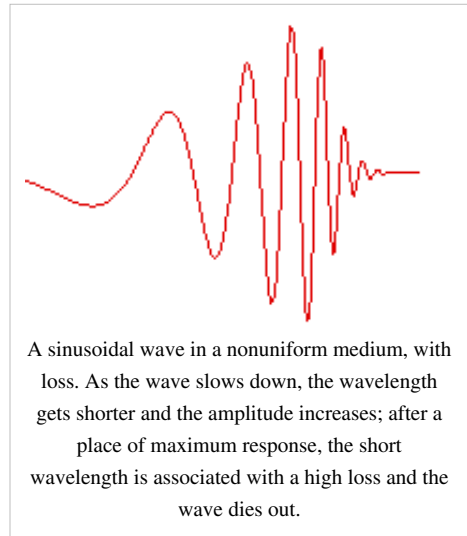 A sinusoidal wave in a nonuniform medium, with
loss. As the wave slows down, the wavelength
gets shorter and the amplitude increases; after a
place of maximum response, the short
wavelength is associated with a high loss and the
wave dies out.